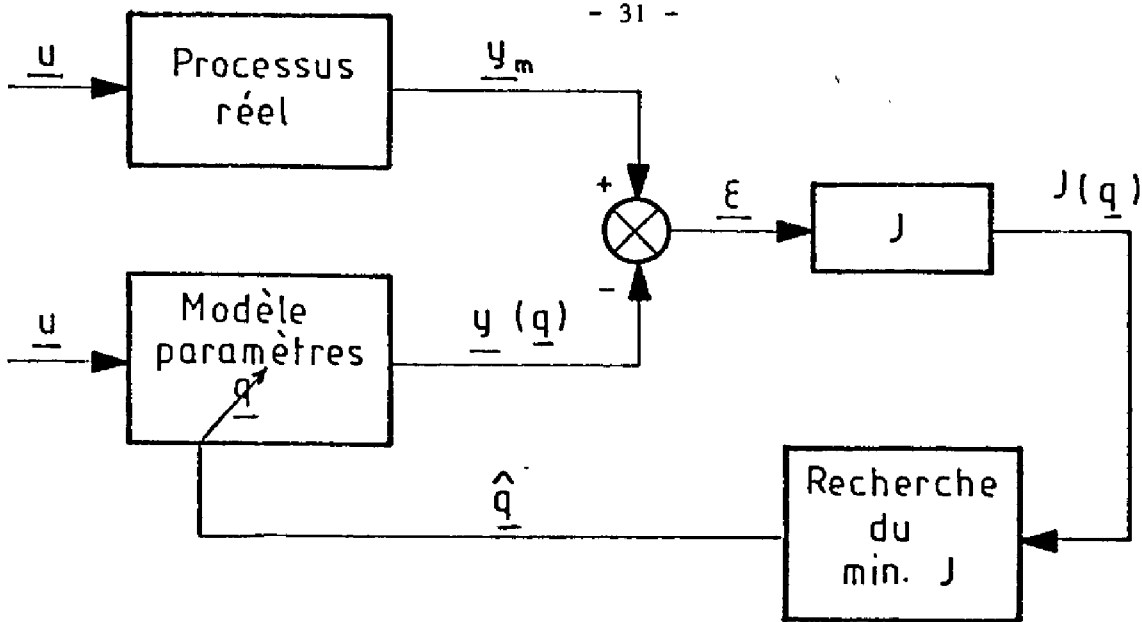 - 31 -
u
Processus
réel
y_m
+
ε
J
J(q)
-
u
Modèle
paramètres
q
y (q)
q̂
Recherche
du
min. J